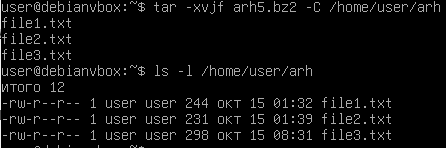 user@debianvbox:~$ tar -xvjf arh5.bz2 -C /home/user/arh
file1.txt
file2.txt
file3.txt
user@debianvbox:~$ ls -l /home/user/arh
итого 12
-rw-r--r-- 1 user user 244 окт 15 01:32 file1.txt
-rw-r--r-- 1 user user 231 окт 15 01:39 file2.txt
-rw-r--r-- 1 user user 298 окт 15 08:31 file3.txt